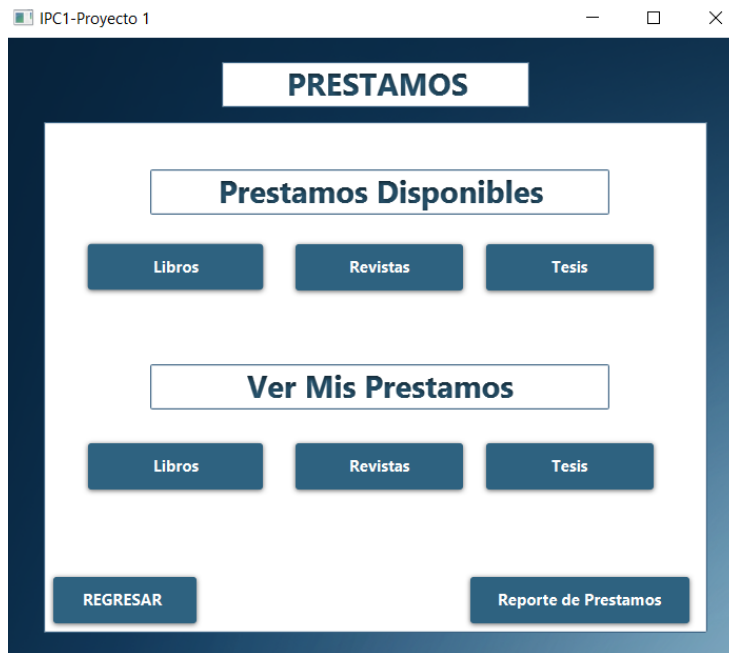 IPC1-Proyecto 1
PRESTAMOS
Prestamos Disponibles
Libros
Revistas
Tesis
Ver Mis Prestamos
Libros
Revistas
Tesis
REGRESAR
Reporte de Prestamos